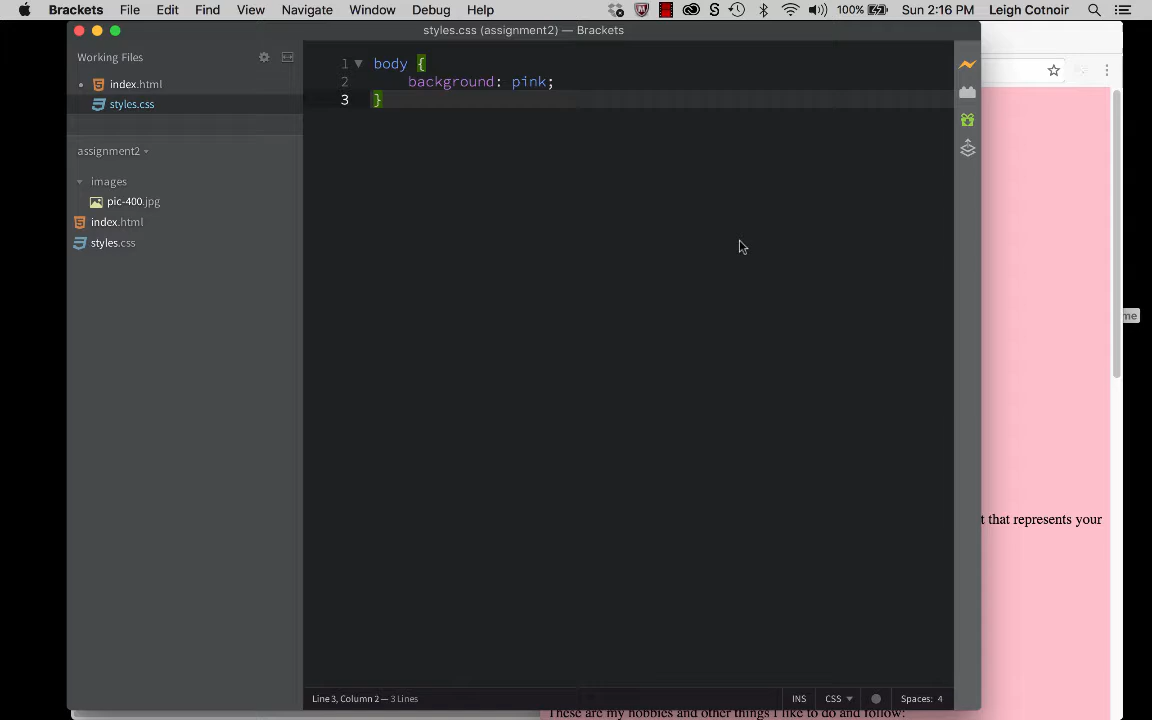 Brackets File Edit Find View Navigate Window Debug Help 100% Sun 2:16 PM Leigh Cotnoir
styles.css (assignment2) — Brackets
Working Files
index.html
styles.css
assignment2
images
pic-400.jpg
index.html
styles.css
1 body {
2 background: pink;
3 }
me
t that represents your
Line 3, Column 2 — 3 Lines
INS CSS Spaces: 4
These are my hobbies and other things I like to do and follow: